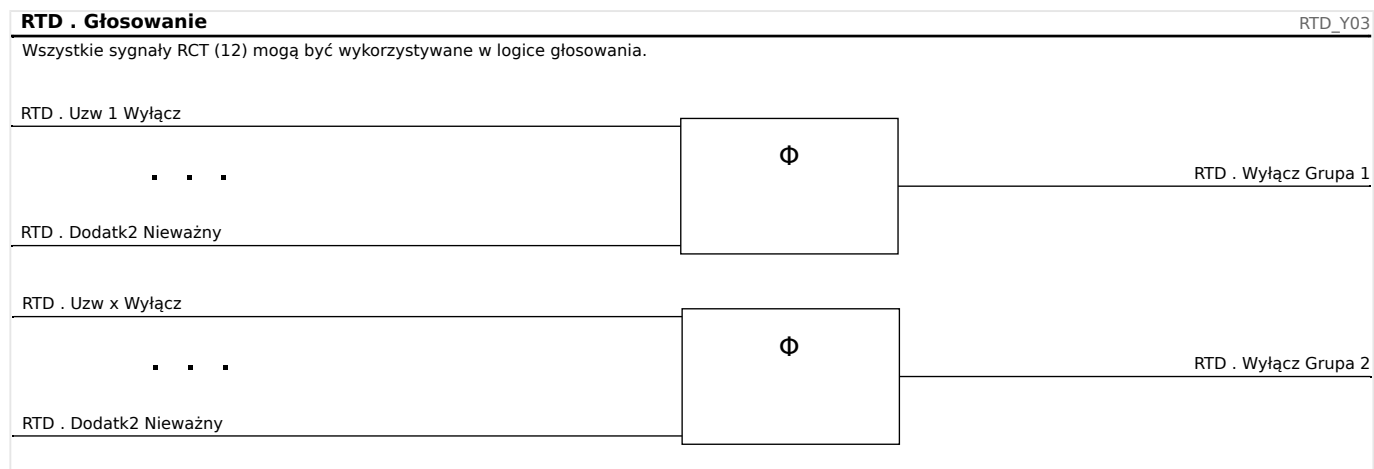 RTD . Głosowanie
RTD_Y03
Wszystkie sygnały RCT (12) mogą być wykorzystywane w logice głosowania.
RTD . Uzw 1 Wyłącz
Φ
. . .
RTD . Wyłącz Grupa 1
RTD . Dodatk2 Nieważny
RTD . Uzw x Wyłącz
Φ
. . .
RTD . Wyłącz Grupa 2
RTD . Dodatk2 Nieważny